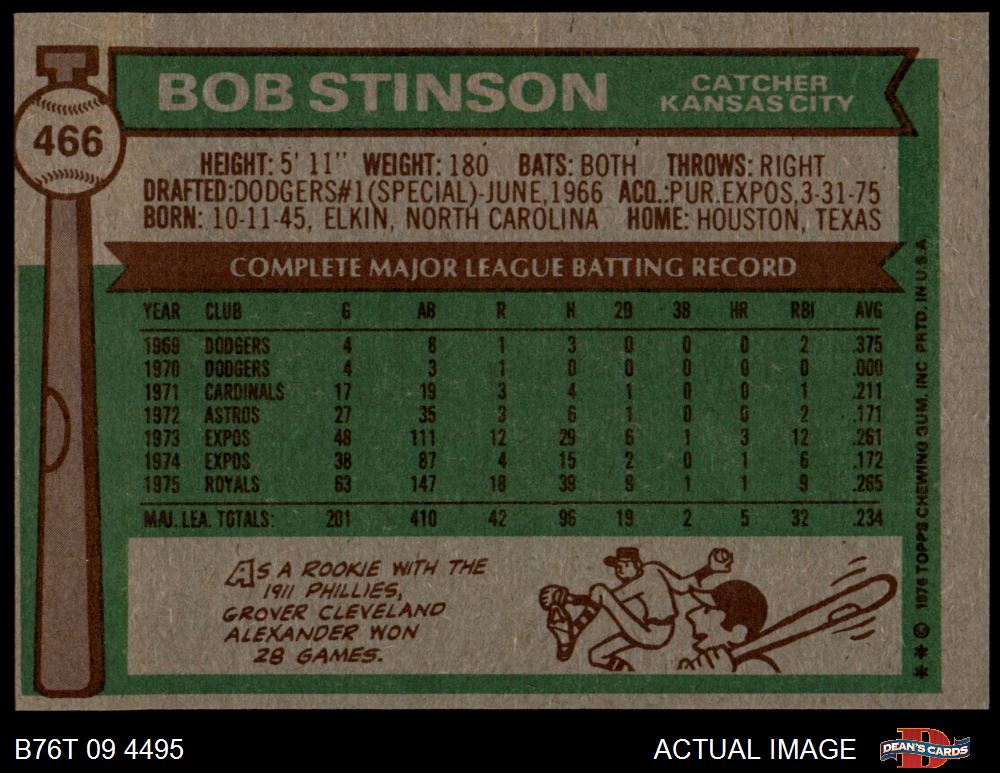 466
BOB STINSON
CATCHER
KANSAS CITY
HEIGHT: 5' 11" WEIGHT: 180 BATS: BOTH THROWS: RIGHT
DRAFTED:DODGERS#1(SPECIAL)-JUNE,1966 ACQ.:PUR.EXPOS,3-31-75
BORN: 10-11-45, ELKIN, NORTH CAROLINA HOME: HOUSTON, TEXAS
COMPLETE MAJOR LEAGUE BATTING RECORD
YEAR CLUB G AB R H 2B 3B HR RBI AVG
1969 DODGERS 4 8 1 3 0 0 0 2 .375
1970 DODGERS 4 3 1 0 0 0 0 0 .000
1971 CARDINALS 17 19 3 4 1 0 0 1 .211
1972 ASTROS 27 35 3 6 1 0 0 2 .171
1973 EXPOS 48 111 12 29 6 1 3 12 .261
1974 EXPOS 38 87 4 15 2 0 1 6 .172
1975 ROYALS 63 147 18 39 9 1 1 9 .265
MAJ. LEA. TOTALS: 201 410 42 96 19 2 5 32 .234
AS A ROOKIE WITH THE
1911 PHILLIES,
GROVER CLEVELAND
ALEXANDER WON
28 GAMES.
** © 1976 TOPPS CHEWING GUM, INC. PRTD. IN U.S.A.
B76T 09 4495
ACTUAL IMAGE
DEAN'S CARDS